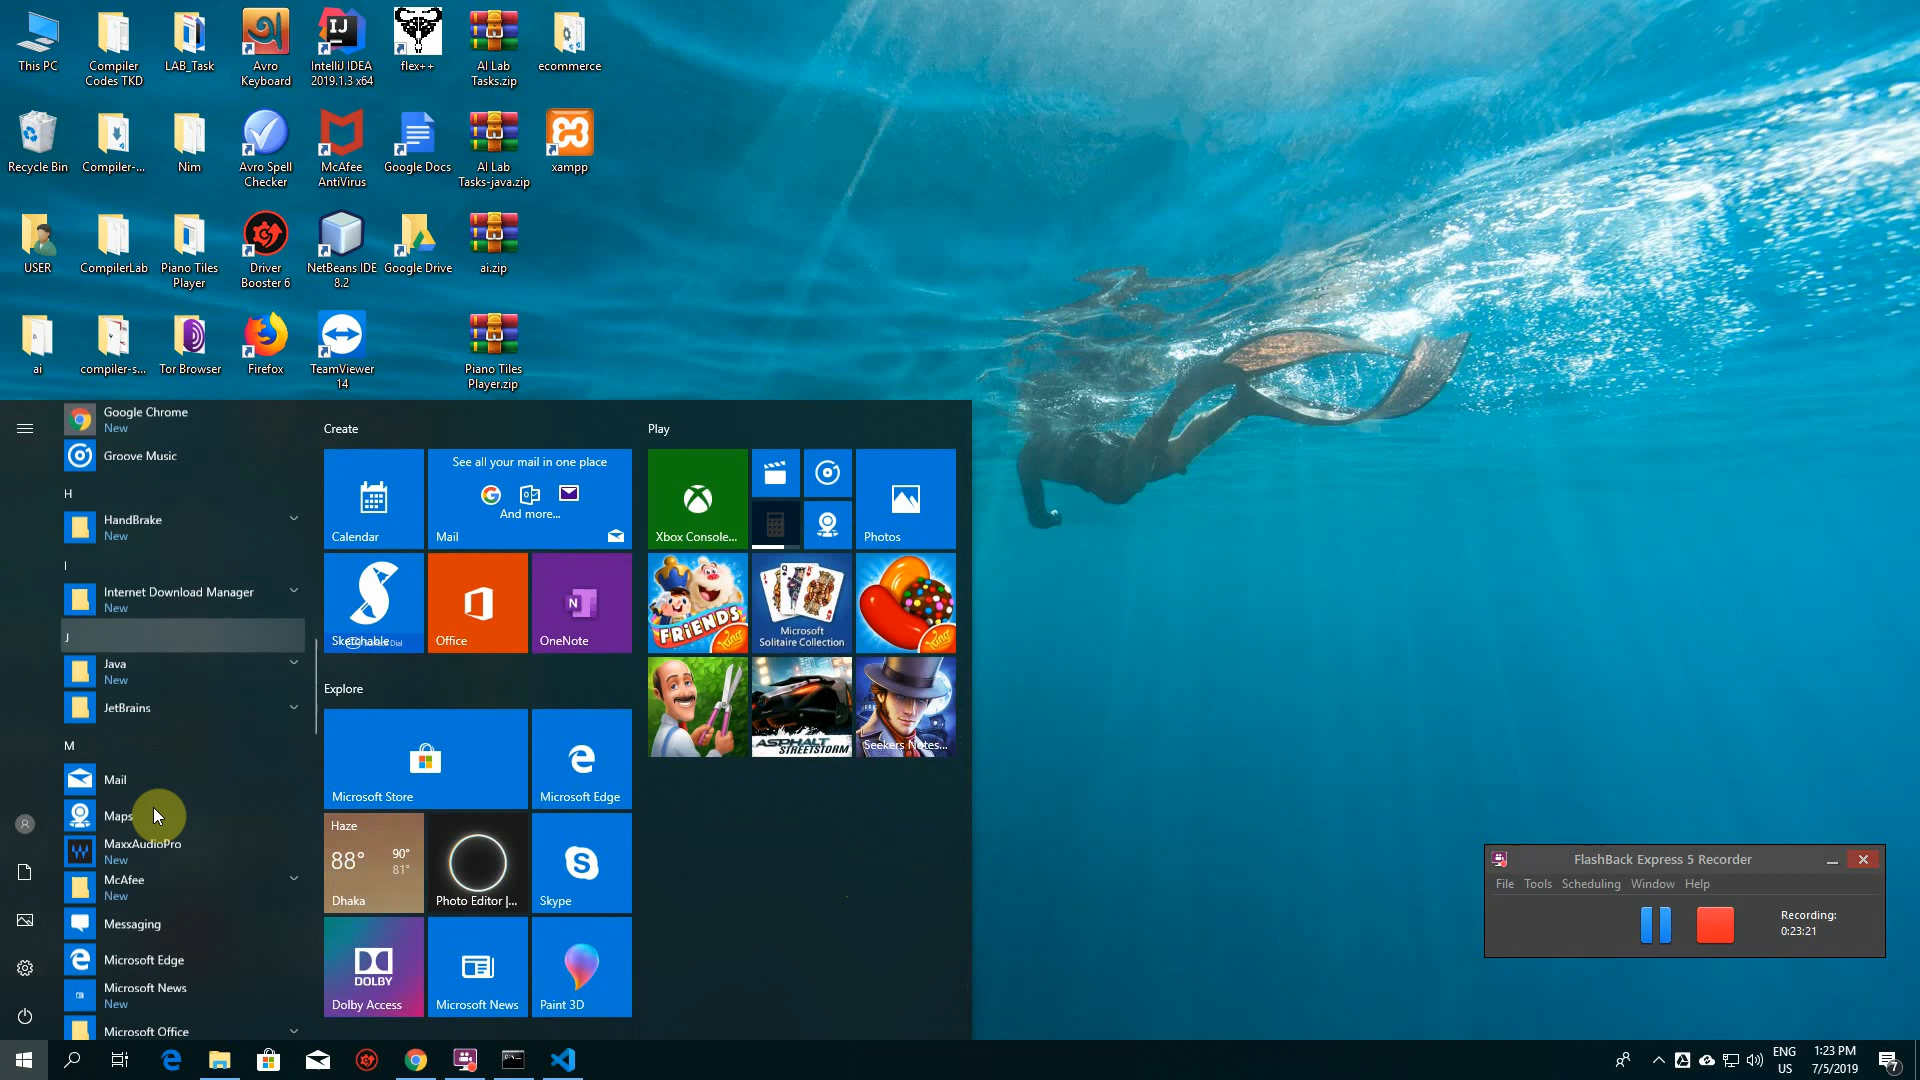 This PC
Compiler
Codes TKD
LAB_Task
Avro
Keyboard
IntelliJ IDEA
2019.1.3 x64
flex++
AI Lab
Tasks.zip
ecommerce
Recycle Bin
Compiler-...
Nim
Avro Spell
Checker
McAfee
AntiVirus
Google Docs
AI Lab
Tasks-java.zip
xampp
USER
CompilerLab
Piano Tiles
Player
Driver
Booster 6
NetBeans IDE
8.2
Google Drive
ai.zip
ai
compiler-s...
Tor Browser
Firefox
TeamViewer
14
Piano Tiles
Player.zip
Google Chrome
New
Groove Music
H
HandBrake
New
I
Internet Download Manager
New
J
Java
New
JetBrains
M
Mail
Maps
MaxxAudioPro
New
McAfee
New
Messaging
Microsoft Edge
Microsoft News
New
Microsoft Office
Create
Calendar
See all your mail in one place
And more...
Mail
Sketchable
Dial
Office
N
OneNote
Explore
Microsoft Store
Microsoft Edge
Haze
88°
90°
81°
Dhaka
Photo Editor |...
Skype
DOLBY
Dolby Access
Microsoft News
Paint 3D
Play
Xbox Console...
Photos
FRIENDS
King
Microsoft
Solitaire Collection
King
ASPHALT
STREETSTORM
Seekers Notes...
FlashBack Express 5 Recorder
File Tools Scheduling Window Help
Recording:
0:23:21
ENG
US
1:23 PM
7/5/2019
7